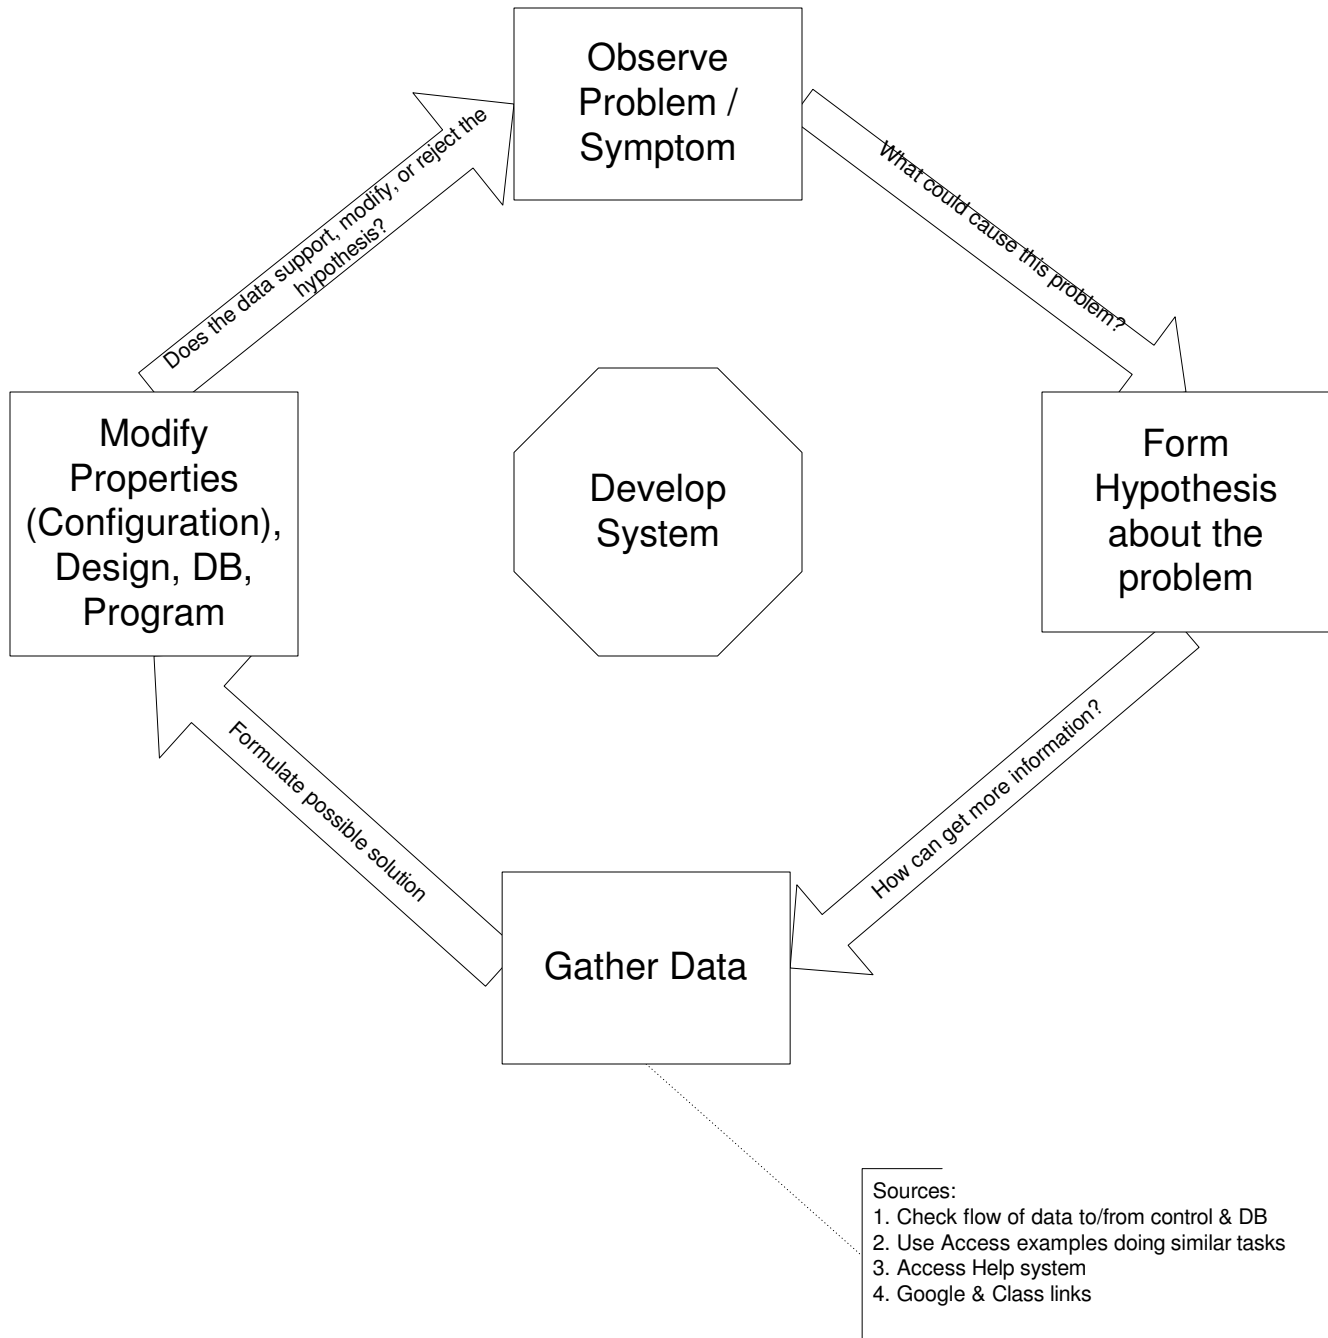 Observe
Problem /
Symptom
What could cause this problem?
Form
Hypothesis
about the
problem
How can get more information?
Gather Data
Formulate possible solution
Modify
Properties
(Configuration),
Design, DB,
Program
Does the data support, modify, or reject the
hypothesis?
Develop
System
Sources:
1. Check flow of data to/from control & DB
2. Use Access examples doing similar tasks
3. Access Help system
4. Google & Class links